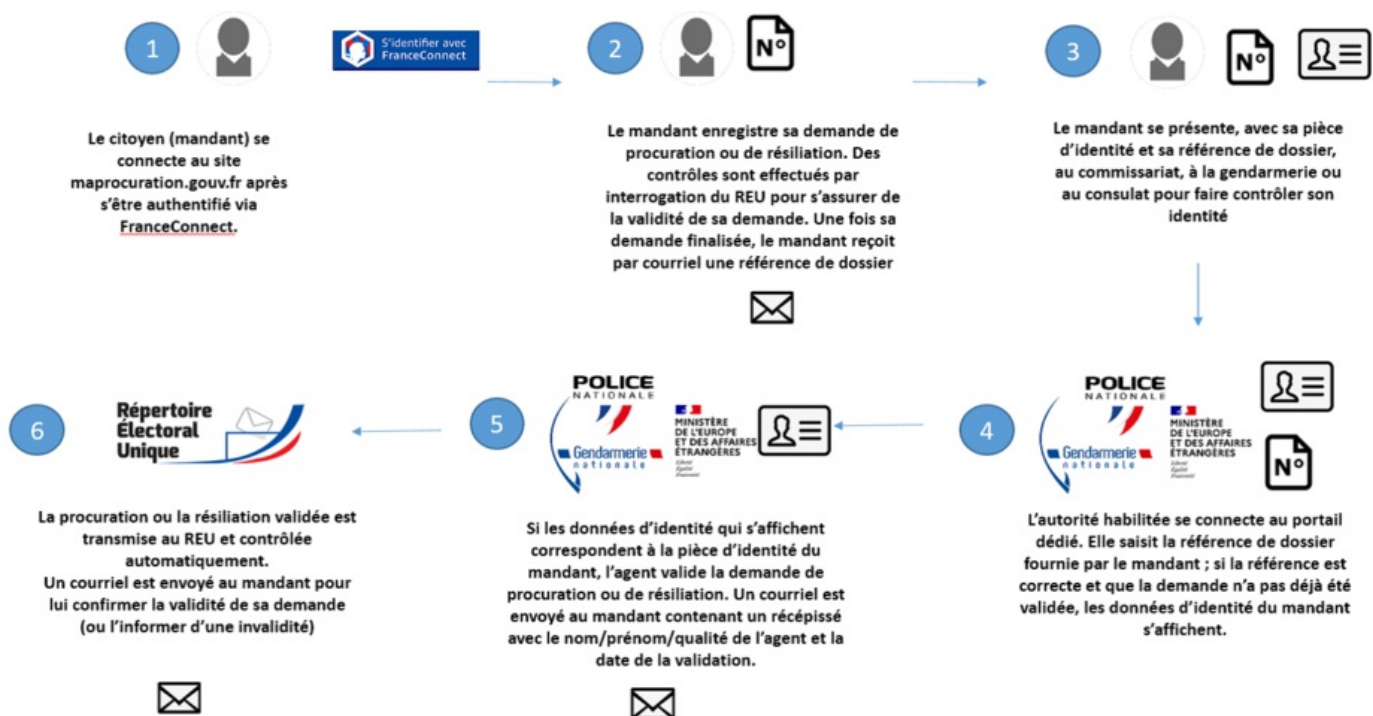 1
S'identifier avec
FranceConnect
Le citoyen (mandant) se
connecte au site
maprocuration.gouv.fr après
s'être authentifié via
FranceConnect.
2
N°
Le mandant enregistre sa demande de
procuration ou de résiliation. Des
contrôles sont effectués par
interrogation du REU pour s'assurer de
la validité de sa demande. Une fois sa
demande finalisée, le mandant reçoit
par courriel une référence de dossier
3
N°
Le mandant se présente, avec sa pièce
d'identité et sa référence de dossier,
au commissariat, à la gendarmerie ou
au consulat pour faire contrôler son
identité
4
POLICE
NATIONALE
Gendarmerie
nationale
MINISTÈRE
DE L'EUROPE
ET DES AFFAIRES
ÉTRANGÈRES
Liberté
Égalité
Fraternité
N°
L'autorité habilitée se connecte au portail
dédié. Elle saisit la référence de dossier
fournie par le mandant ; si la référence est
correcte et que la demande n'a pas déjà été
validée, les données d'identité du mandant
s'affichent.
5
POLICE
NATIONALE
Gendarmerie
nationale
MINISTÈRE
DE L'EUROPE
ET DES AFFAIRES
ÉTRANGÈRES
Liberté
Égalité
Fraternité
Si les données d'identité qui s'affichent
correspondent à la pièce d'identité du
mandant, l'agent valide la demande de
procuration ou de résiliation. Un courriel est
envoyé au mandant contenant un récépissé
avec le nom/prénom/qualité de l'agent et la
date de la validation.
6
Répertoire
Électoral
Unique
La procuration ou la résiliation validée est
transmise au REU et contrôlée
automatiquement.
Un courriel est envoyé au mandant pour
lui confirmer la validité de sa demande
(ou l'informer d'une invalidité)